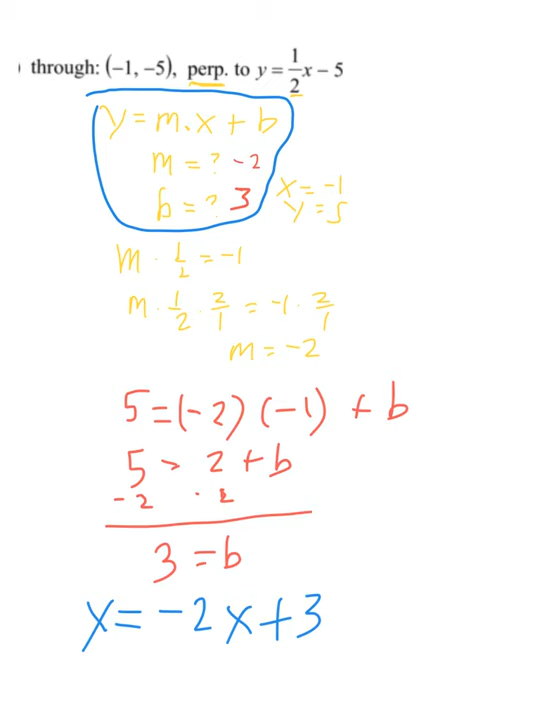 through: (−1, −5), perp. to y = 1/2 x − 5
y = m.x + b
m = ? -2
b = ? 3
x = -1
y = 5
m · 1/2 = -1
m · 1/2 · 2/1 = -1 · 2/1
m = -2
5 = (-2) (-1) + b
5 = 2 + b
-2 -2
3 = b
y = -2x + 3